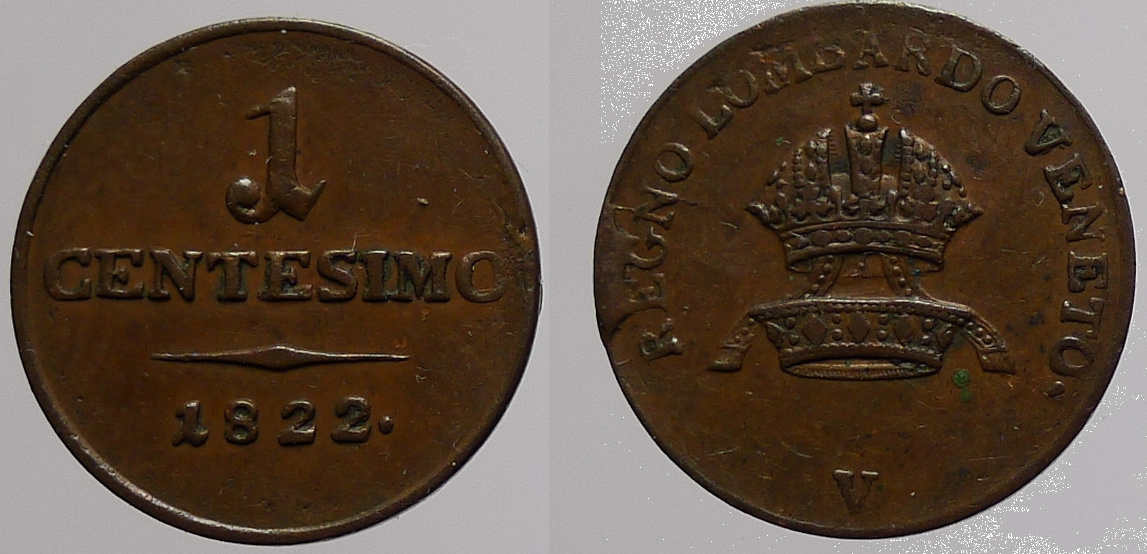 1
CENTESIMO
1822.
REGNO LOMBARDO VENETO.
V